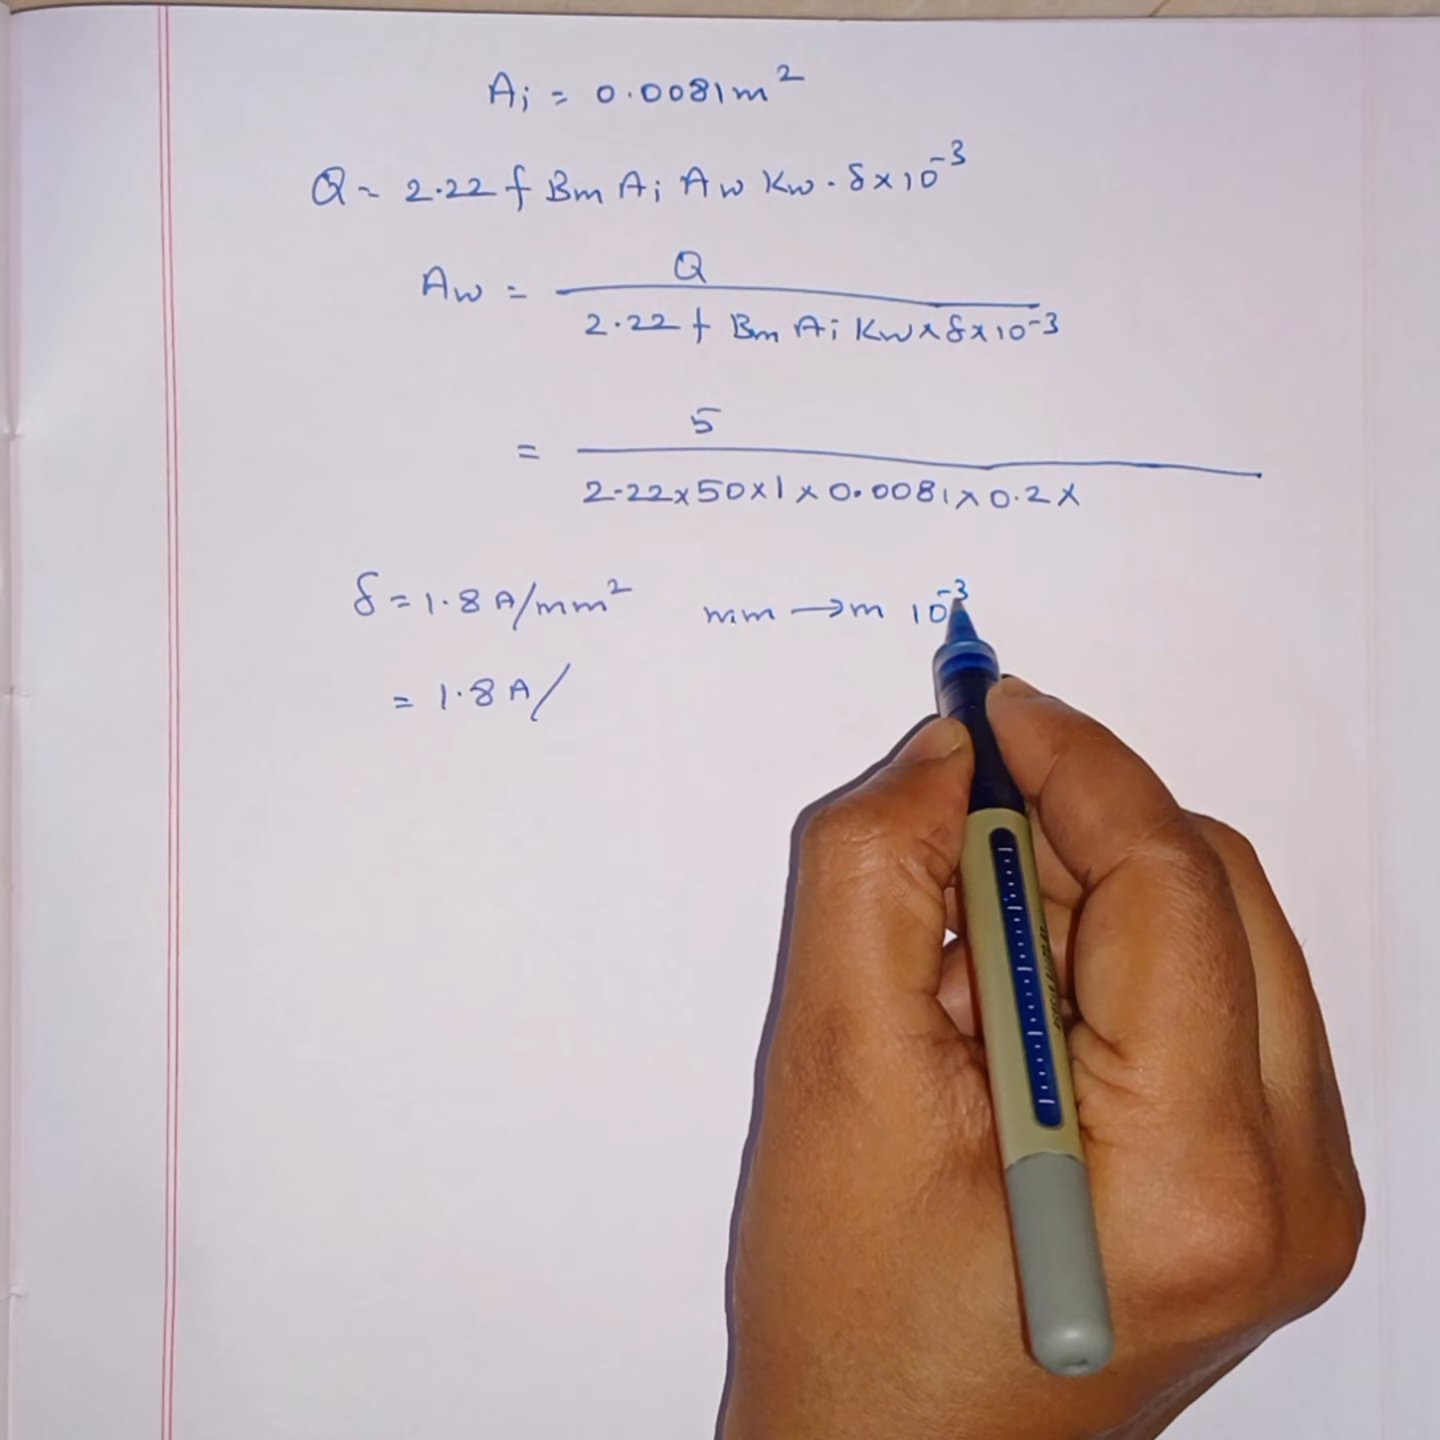 Ai = 0.0081m²
Q = 2.22 f Bm Ai Aw Kw . δ×10⁻³
Aw = Q
2.22 f Bm Ai Kw×δ×10⁻³
= 5
2.22×50×1×0.0081×0.2×
δ = 1.8 A/mm² mm → m 10⁻³
= 1.8 A/